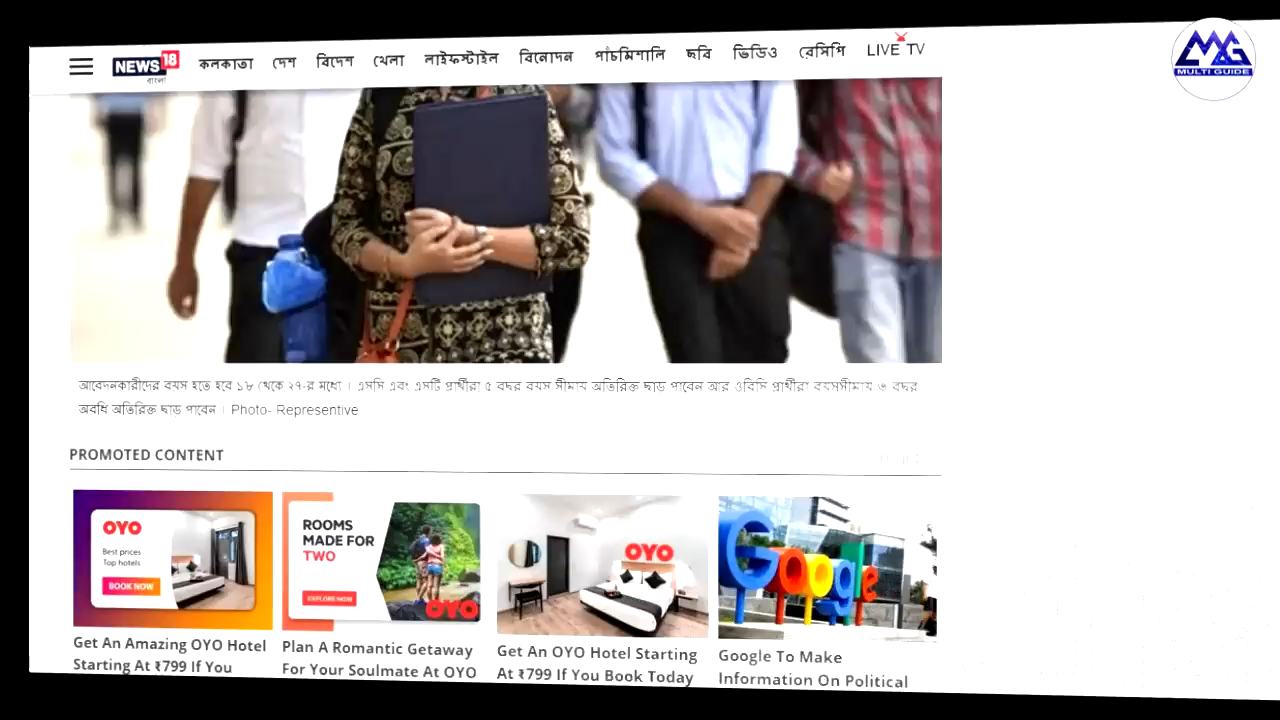 NEWS 18
বাংলা
কলকাতা দেশ বিদেশ খেলা লাইফস্টাইল বিনোদন পাঁচমিশালি ছবি ভিডিও রেসিপি LIVE TV
MULTI GUIDE
আবেদনকারীদের বয়স হতে হবে ১৮ থেকে ২৭-র মধ্যে । এসসি এবং এসটি প্রার্থীরা ৫ বছর বয়স সীমায় অতিরিক্ত ছাড় পাবেন আর ওবিসি প্রার্থীরা বয়সসীমায় ৩ বছর
অবধি অতিরিক্ত ছাড় পাবেন । Photo- Representive
PROMOTED CONTENT
OYO
Best prices
Top hotels
BOOK NOW
ROOMS
MADE FOR
TWO
EXPLORE NOW
OYO
OYO
Google
Get An Amazing OYO Hotel
Starting At ₹799 If You
Plan A Romantic Getaway
For Your Soulmate At OYO
Get An OYO Hotel Starting
At ₹799 If You Book Today
Google To Make
Information On Political